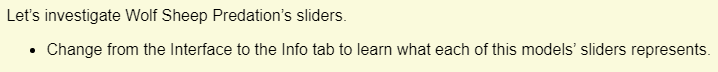 Let’s investigate Wolf Sheep Predation’s sliders.
• Change from the Interface to the Info tab to learn what each of this models’ sliders represents.